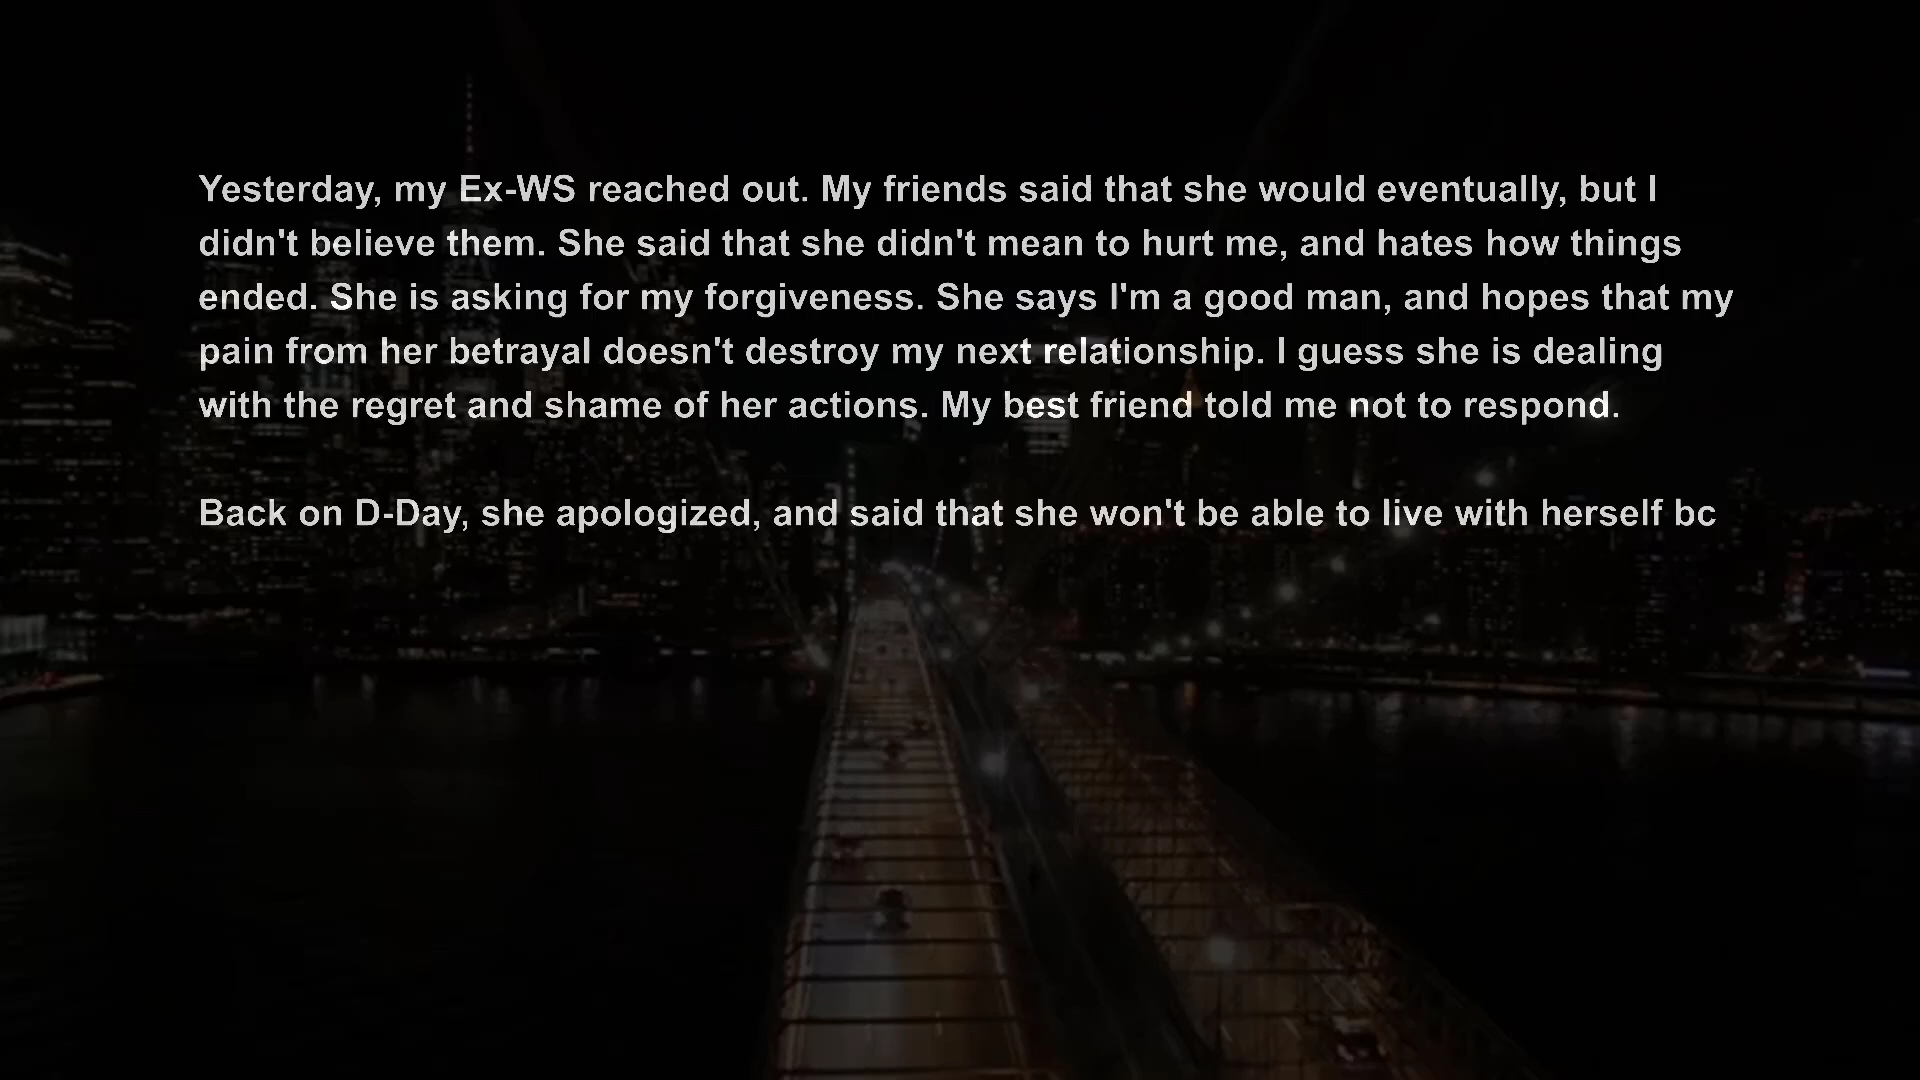 Yesterday, my Ex-WS reached out. My friends said that she would eventually, but I
didn't believe them. She said that she didn't mean to hurt me, and hates how things
ended. She is asking for my forgiveness. She says I'm a good man, and hopes that my
pain from her betrayal doesn't destroy my next relationship. I guess she is dealing
with the regret and shame of her actions. My best friend told me not to respond.
Back on D-Day, she apologized, and said that she won't be able to live with herself bc